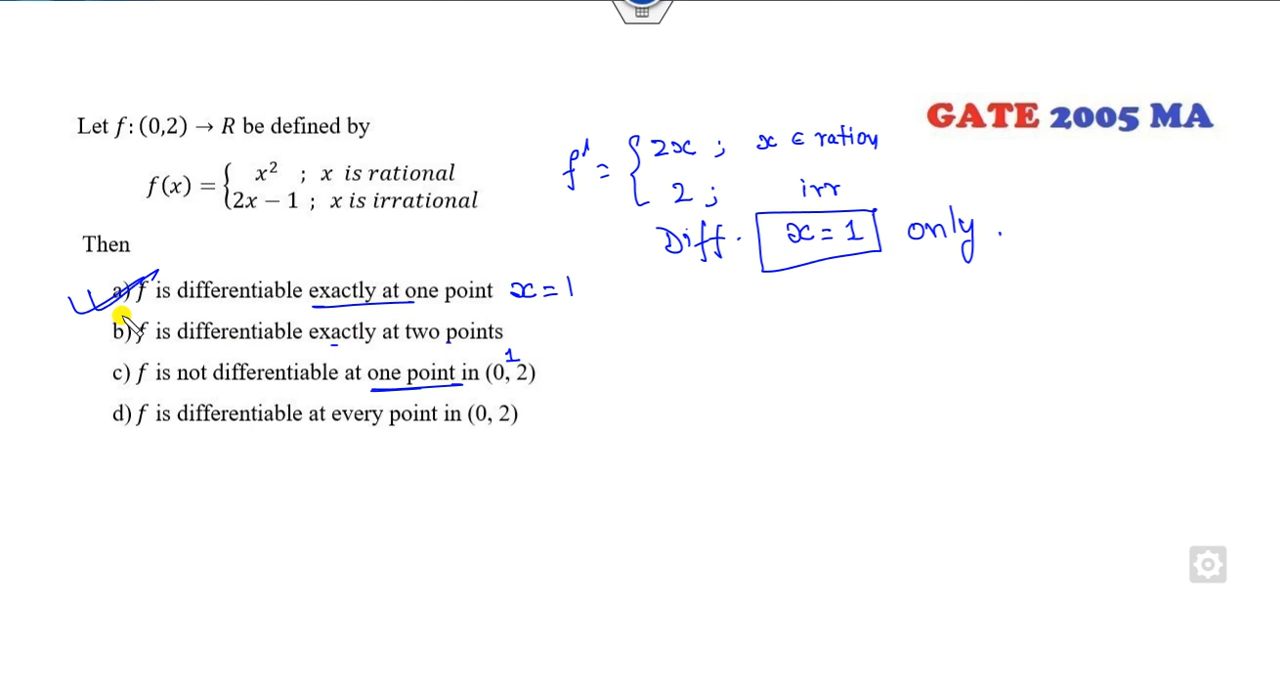 GATE 2005 MA
Let f: (0,2) → R be defined by
f(x) = { x² ; x is rational
2x − 1 ; x is irrational
f' = { 2x ; x ∈ ration
2 ; irr
Diff. x = 1 only.
Then
a) f is differentiable exactly at one point x = 1
b) f is differentiable exactly at two points
1
c) f is not differentiable at one point in (0, 2)
d) f is differentiable at every point in (0, 2)